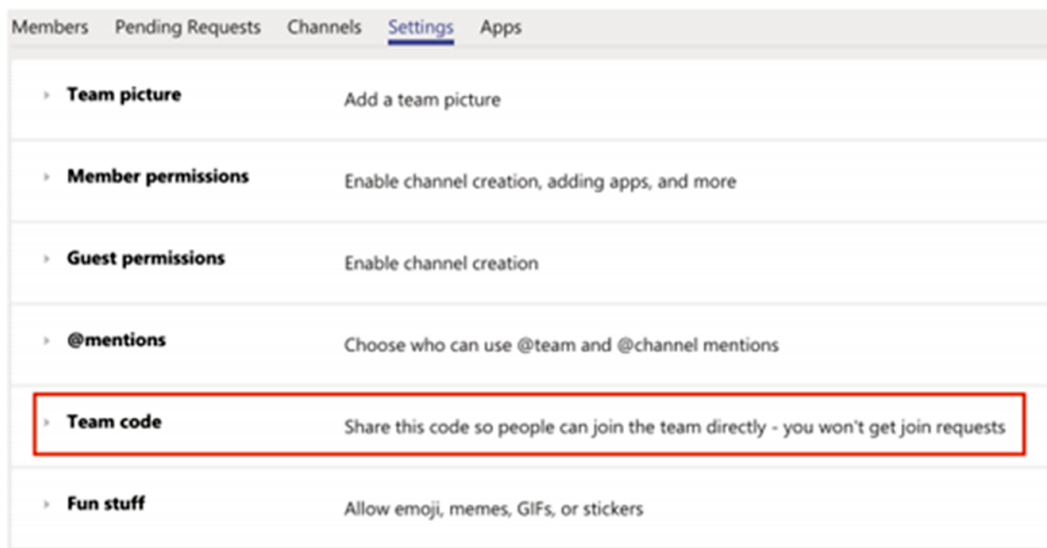 Members Pending Requests Channels Settings Apps
Team picture Add a team picture
Member permissions Enable channel creation, adding apps, and more
Guest permissions Enable channel creation
@mentions Choose who can use @team and @channel mentions
Team code Share this code so people can join the team directly - you won't get join requests
Fun stuff Allow emoji, memes, GIFs, or stickers